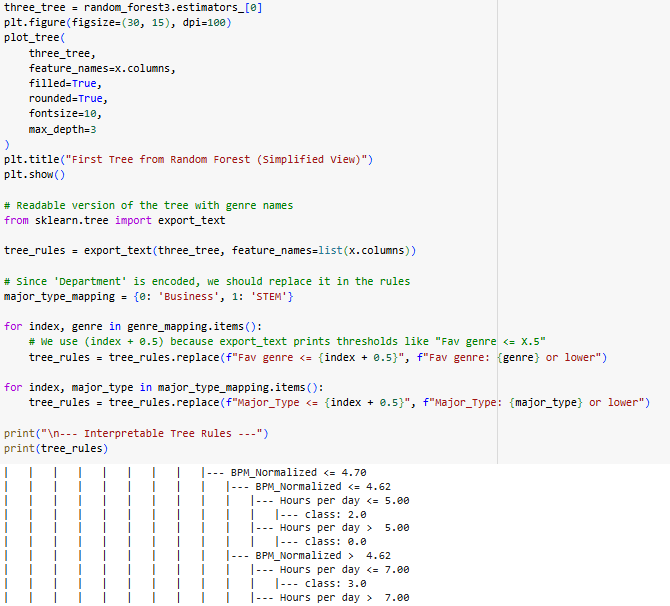 three_tree = random_forest3.estimators_[0]
plt.figure(figsize=(30, 15), dpi=100)
plot_tree(
    three_tree,
    feature_names=x.columns,
    filled=True,
    rounded=True,
    fontsize=10,
    max_depth=3
)
plt.title("First Tree from Random Forest (Simplified View)")
plt.show()

# Readable version of the tree with genre names
from sklearn.tree import export_text

tree_rules = export_text(three_tree, feature_names=list(x.columns))

# Since 'Department' is encoded, we should replace it in the rules
major_type_mapping = {0: 'Business', 1: 'STEM'}

for index, genre in genre_mapping.items():
    # We use (index + 0.5) because export_text prints thresholds like "Fav genre <= X.5"
    tree_rules = tree_rules.replace(f"Fav genre <= {index + 0.5}", f"Fav genre: {genre} or lower")

for index, major_type in major_type_mapping.items():
    tree_rules = tree_rules.replace(f"Major_Type <= {index + 0.5}", f"Major_Type: {major_type} or lower")

print("\n--- Interpretable Tree Rules ---")
print(tree_rules)
|   |   |   |   |   |   |   |   |--- BPM_Normalized <= 4.70
|   |   |   |   |   |   |   |   |   |--- BPM_Normalized <= 4.62
|   |   |   |   |   |   |   |   |   |   |--- Hours per day <= 5.00
|   |   |   |   |   |   |   |   |   |   |   |--- class: 2.0
|   |   |   |   |   |   |   |   |   |   |--- Hours per day >  5.00
|   |   |   |   |   |   |   |   |   |   |   |--- class: 0.0
|   |   |   |   |   |   |   |   |   |--- BPM_Normalized >  4.62
|   |   |   |   |   |   |   |   |   |   |--- Hours per day <= 7.00
|   |   |   |   |   |   |   |   |   |   |   |--- class: 3.0
|   |   |   |   |   |   |   |   |   |   |--- Hours per day >  7.00